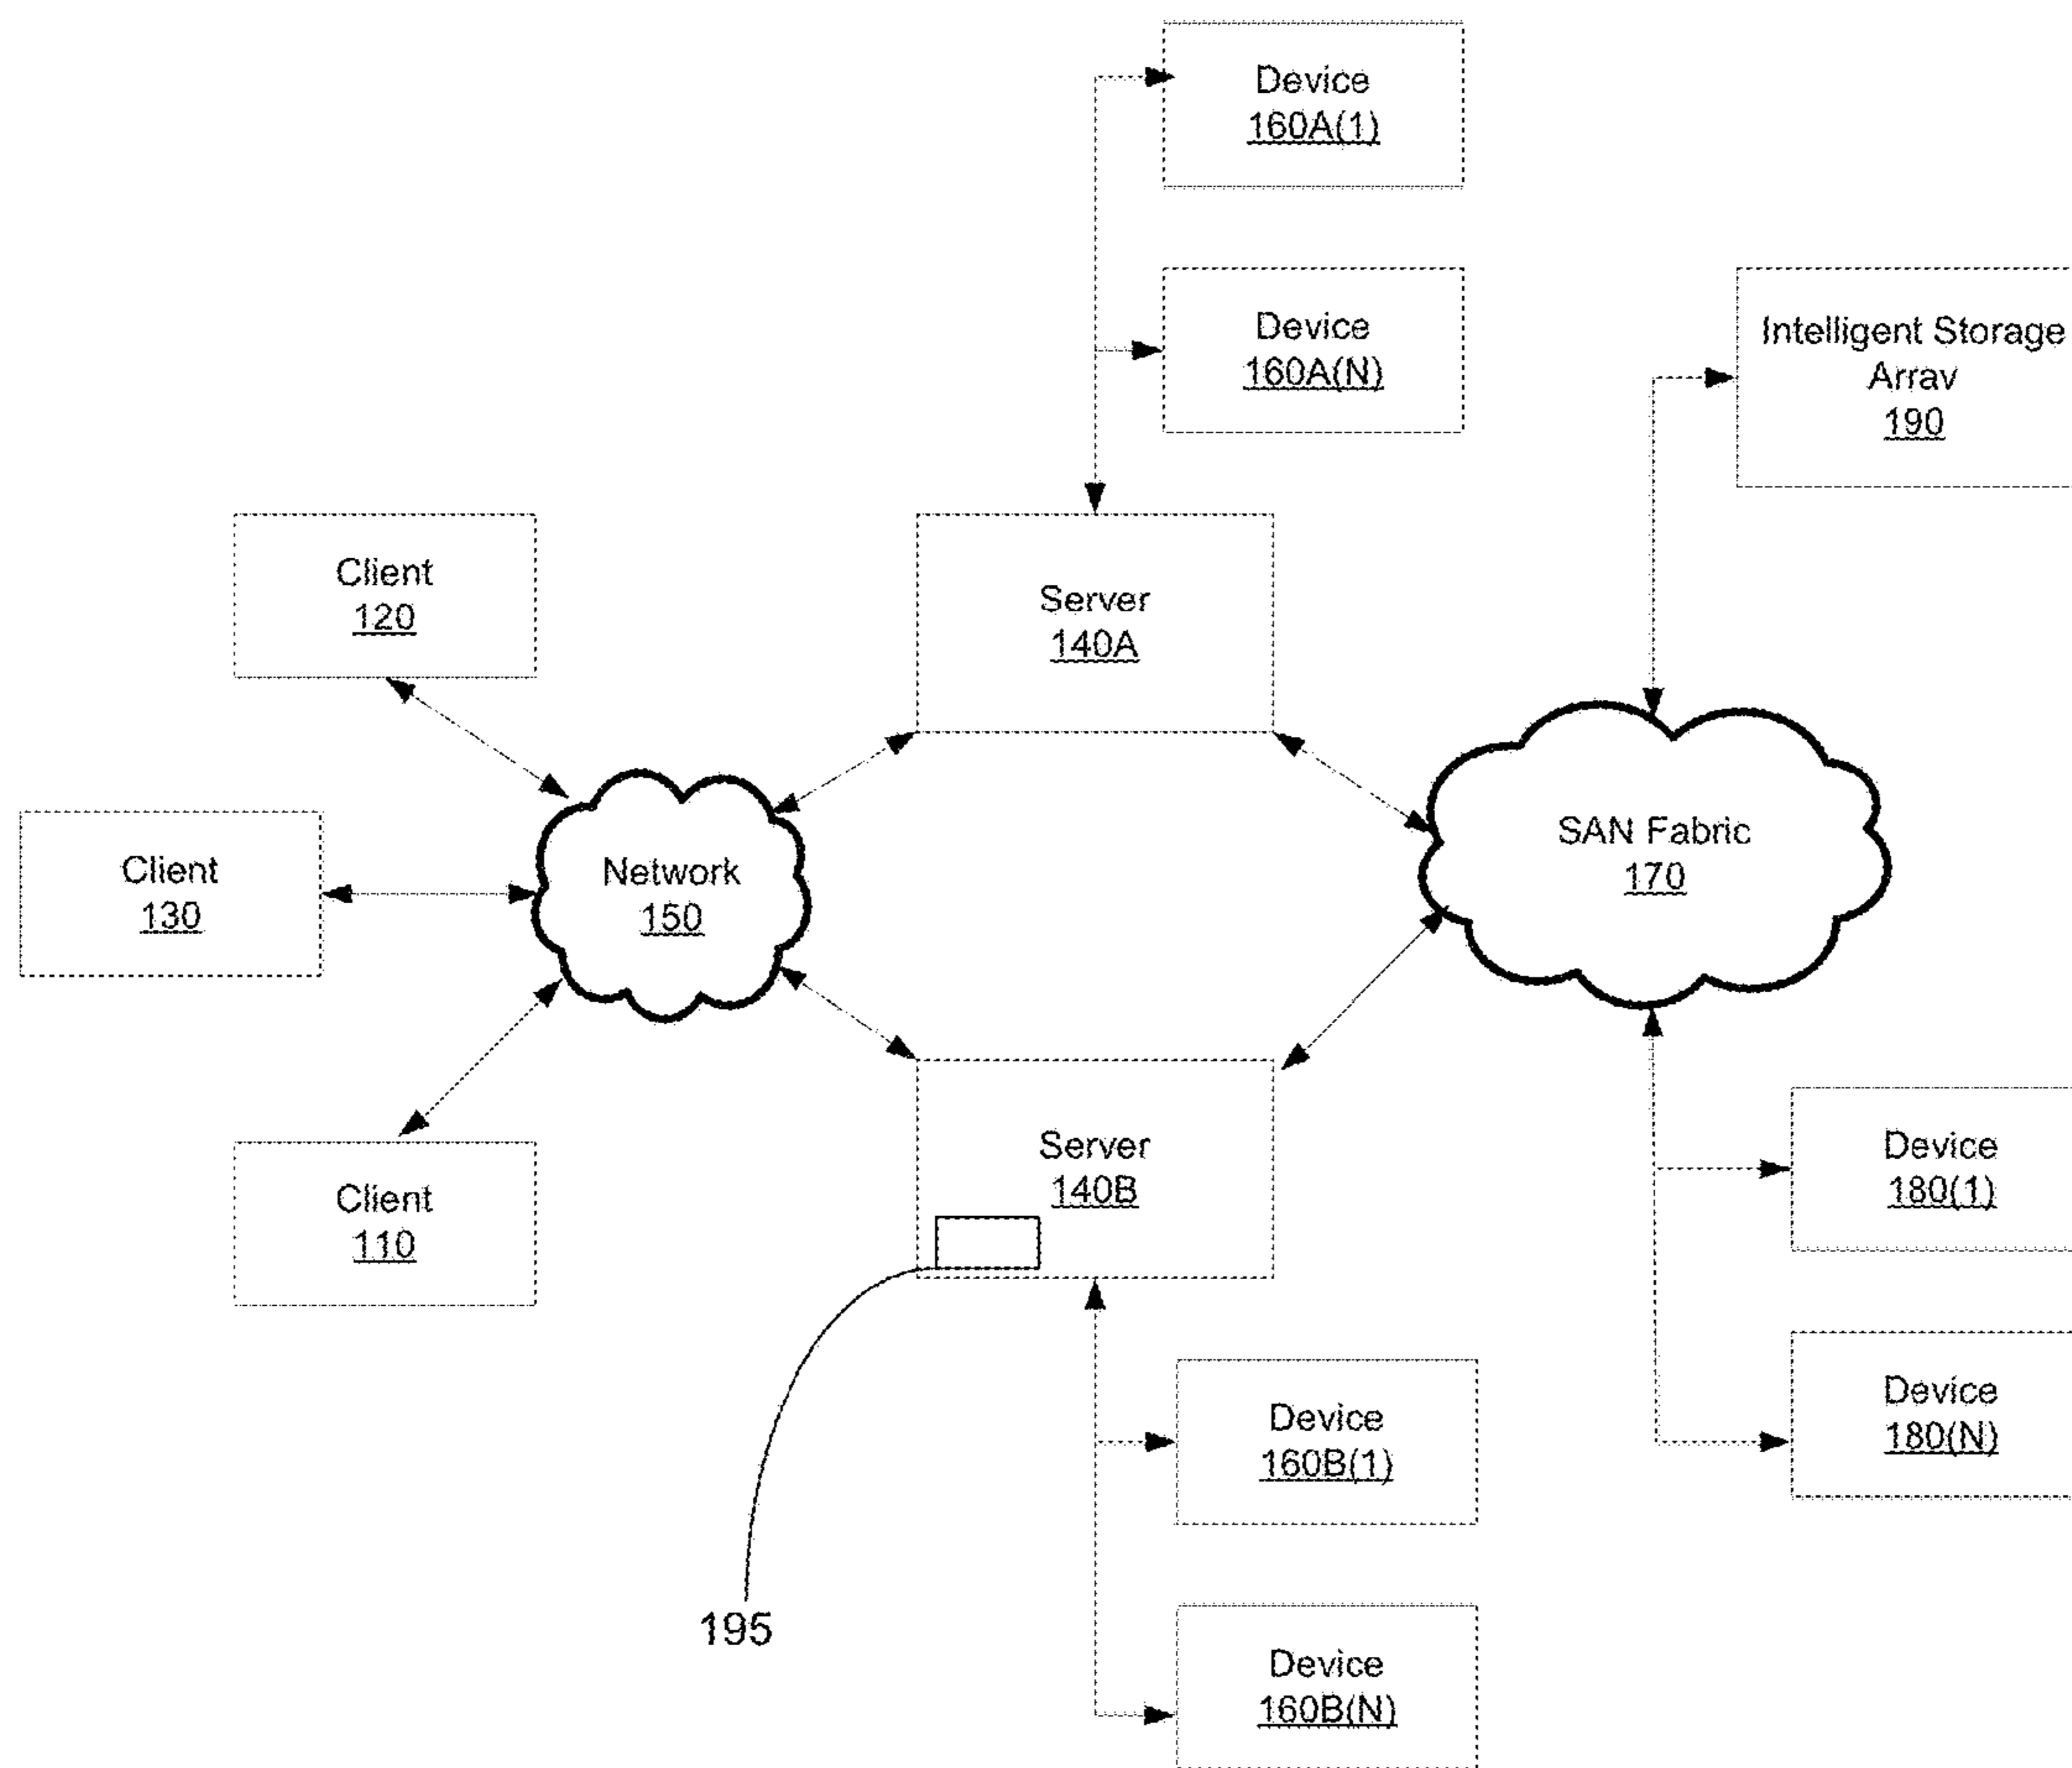 Device
160A(1)
Device
160A(N)
Intelligent Storage
Arrav
190
Client
120
Server
140A
SAN Fabric
170
Client
130
Network
150
Client
110
Server
140B
Device
180(1)
Device
180(N)
Device
160B(1)
195
Device
160B(N)